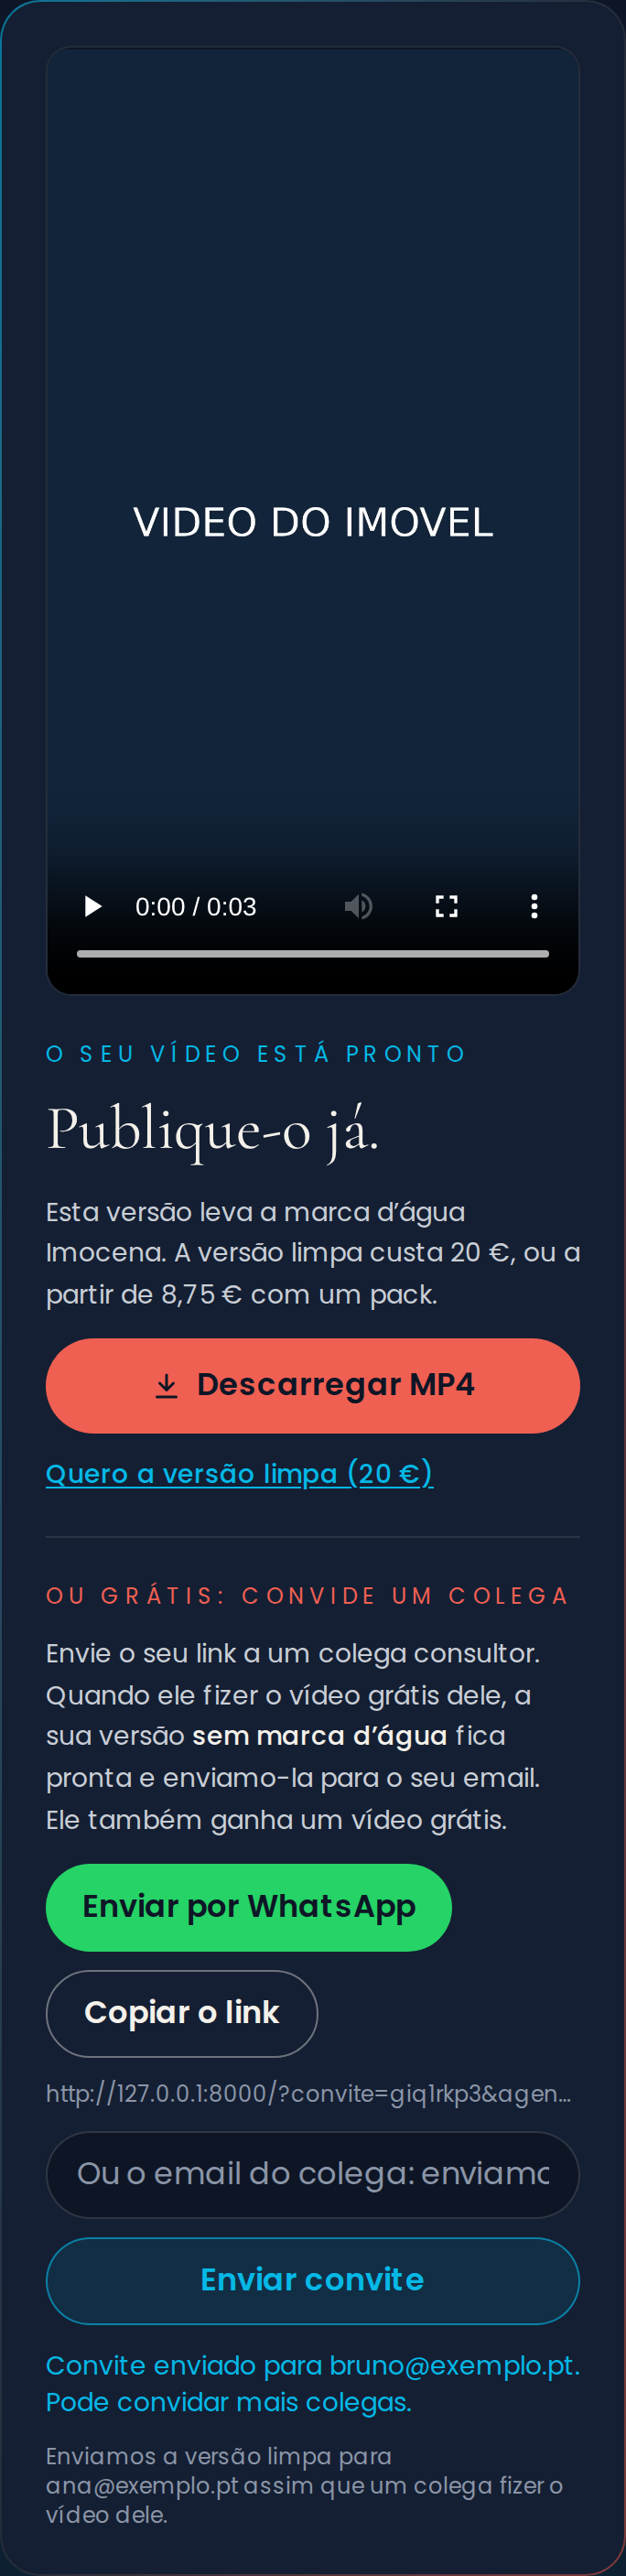 VIDEO DO IMOVEL
0:00 / 0:03
O SEU VÍDEO ESTÁ PRONTO
Publique-o já.
Esta versão leva a marca d’água
Imocena. A versão limpa custa 20 €, ou a
partir de 8,75 € com um pack.
Descarregar MP4
Quero a versão limpa (20 €)
OU GRÁTIS: CONVIDE UM COLEGA
Envie o seu link a um colega consultor.
Quando ele fizer o vídeo grátis dele, a
sua versão sem marca d’água fica
pronta e enviamo-la para o seu email.
Ele também ganha um vídeo grátis.
Enviar por WhatsApp
Copiar o link
http://127.0.0.1:8000/?convite=giq1rkp3&agen...
Ou o email do colega: enviamo
Enviar convite
Convite enviado para bruno@exemplo.pt.
Pode convidar mais colegas.
Enviamos a versão limpa para
ana@exemplo.pt assim que um colega fizer o
vídeo dele.